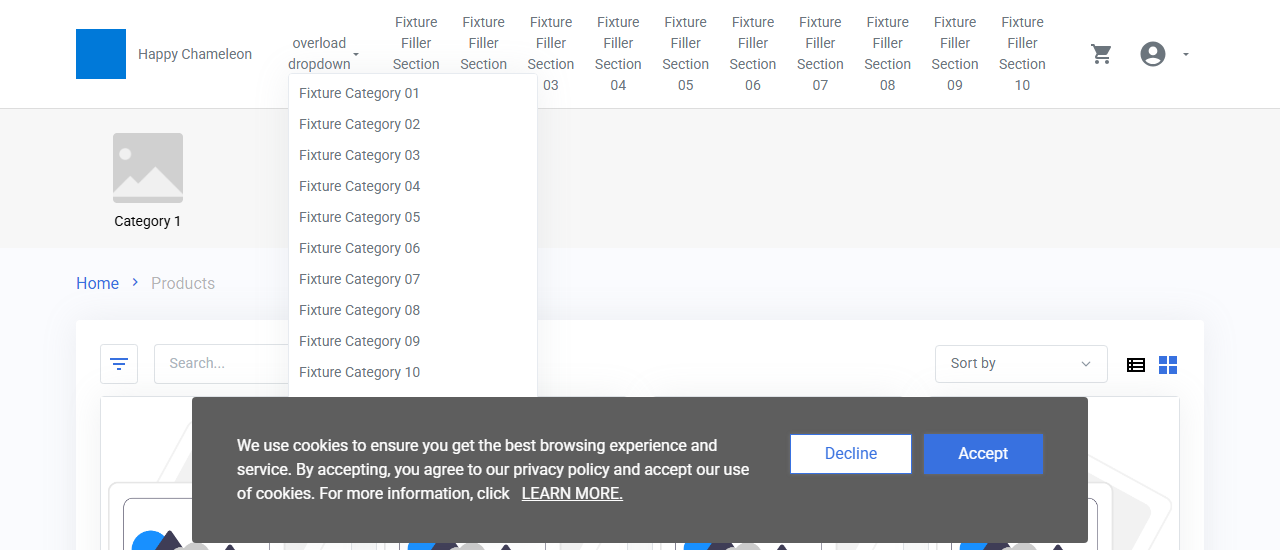 Happy Chameleon
overload
dropdown
Fixture
Filler
Section
Fixture
Filler
Section
Fixture
Filler
Section
03
Fixture
Filler
Section
04
Fixture
Filler
Section
05
Fixture
Filler
Section
06
Fixture
Filler
Section
07
Fixture
Filler
Section
08
Fixture
Filler
Section
09
Fixture
Filler
Section
10
Fixture Category 01
Fixture Category 02
Fixture Category 03
Fixture Category 04
Fixture Category 05
Fixture Category 06
Fixture Category 07
Fixture Category 08
Fixture Category 09
Fixture Category 10
Category 1
Home
Products
Search...
Sort by
We use cookies to ensure you get the best browsing experience and
service. By accepting, you agree to our privacy policy and accept our use
of cookies. For more information, click LEARN MORE.
Decline
Accept